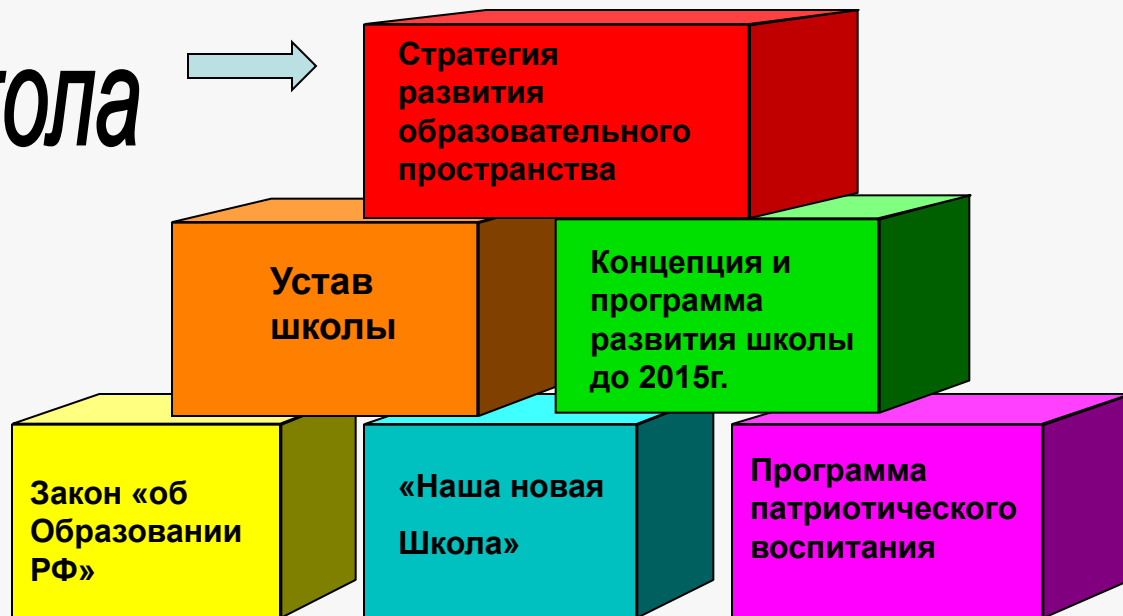 Стратегия
развития
образовательного
пространства
Устав
школы
Концепция и
программа
развития школы
до 2015г.
Закон «об
Образовании
РФ»
«Наша новая
Школа»
Программа
патриотического
воспитания